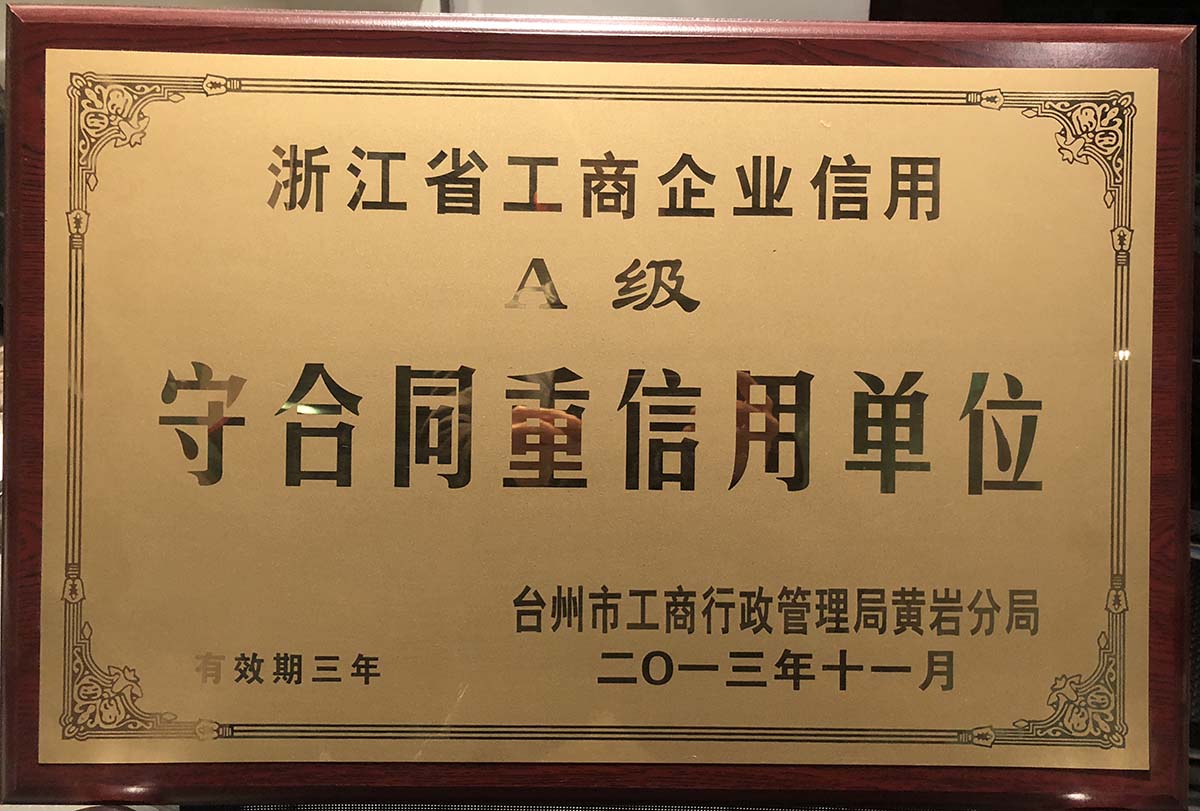 浙江省工商企业信用
A 级
守合同重信用单位
台州市工商行政管理局黄岩分局
有效期三年 二〇一三年十一月